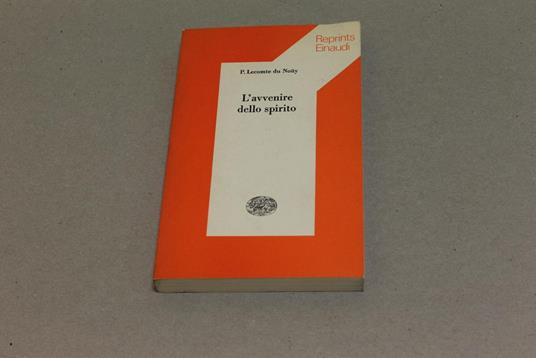 Reprints
Einaudi
P. Lecomte du Noüy
L'avvenire
dello spirito